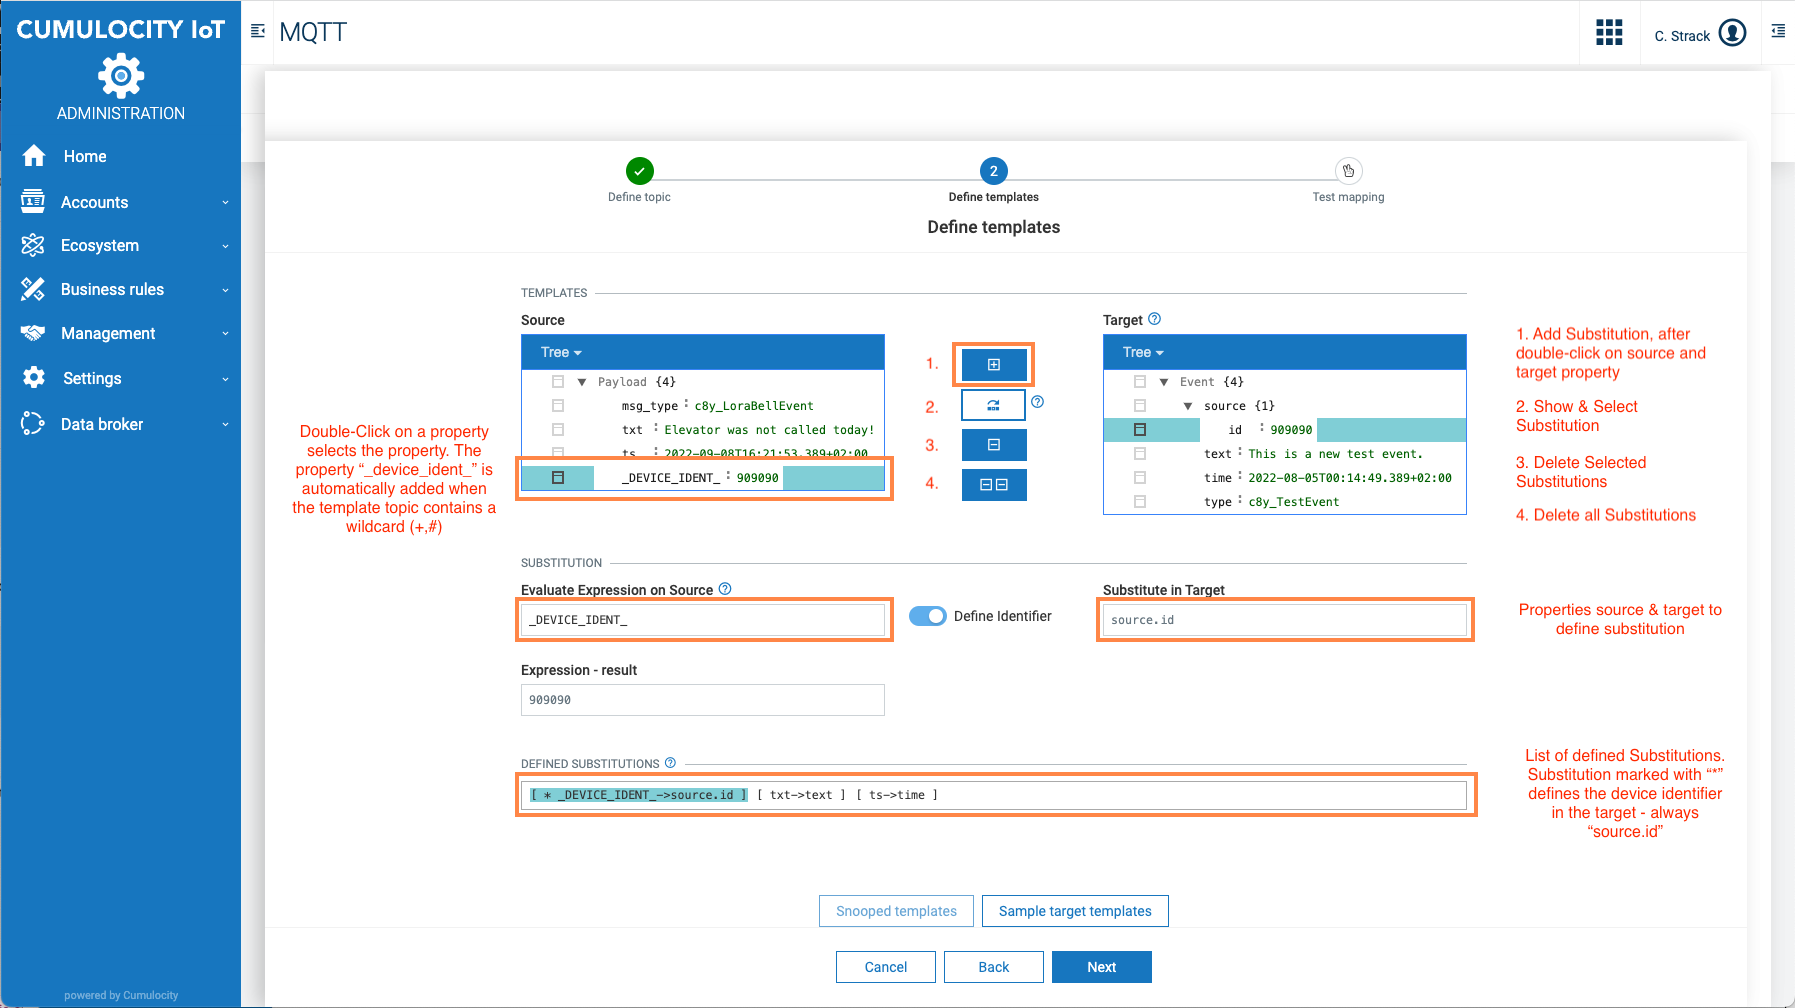 CUMULOCITY IoT
ADMINISTRATION
Home
Accounts
Ecosystem
Business rules
Management
Settings
Data broker
powered by Cumulocity
MQTT
C. Strack
Define topic
2
Define templates
Test mapping
Define templates
TEMPLATES
Source
Tree
Payload {4}
msg_type : c8y_LoraBellEvent
txt : Elevator was not called today!
ts : 2022-09-08T16:21:53.389+02:00
_DEVICE_IDENT_ : 909090
1.
2.
3.
4.
Target
Tree
Event {4}
source {1}
id : 909090
text : This is a new test event.
time : 2022-08-05T00:14:49.389+02:00
type : c8y_TestEvent
Double-Click on a property
selects the property. The
property “_device_ident_” is
automatically added when
the template topic contains a
wildcard (+,#)
1. Add Substitution, after
double-click on source and
target property
2. Show & Select
Substitution
3. Delete Selected
Substitutions
4. Delete all Substitutions
SUBSTITUTION
Evaluate Expression on Source
_DEVICE_IDENT_
Define Identifier
Substitute in Target
source.id
Properties source & target to
define substitution
Expression - result
909090
DEFINED SUBSTITUTIONS
[ * _DEVICE_IDENT_->source.id ] [ txt->text ] [ ts->time ]
List of defined Substitutions.
Substitution marked with “*”
defines the device identifier
in the target - always
“source.id”
Snooped templates
Sample target templates
Cancel
Back
Next